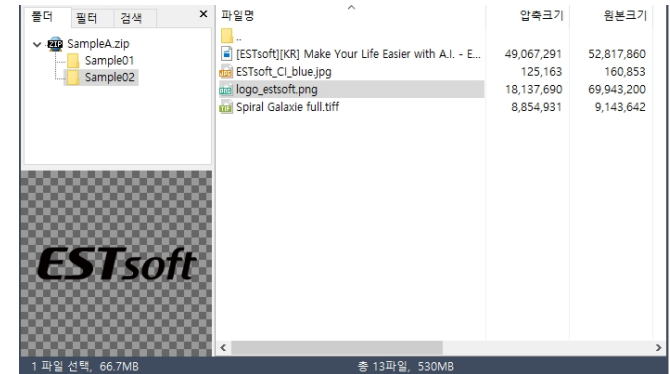 폴더 필터 검색 ×
파일명 압축크기 원본크기
SampleA.zip
Sample01
Sample02
..
[ESTsoft][KR] Make Your Life Easier with A.I. - E... 49,067,291 52,817,860
ESTsoft_CI_blue.jpg 125,163 160,853
logo_estsoft.png 18,137,690 69,943,200
Spiral Galaxie full.tiff 8,854,931 9,143,642
ESTsoft
1 파일 선택, 66.7MB 총 13파일, 530MB